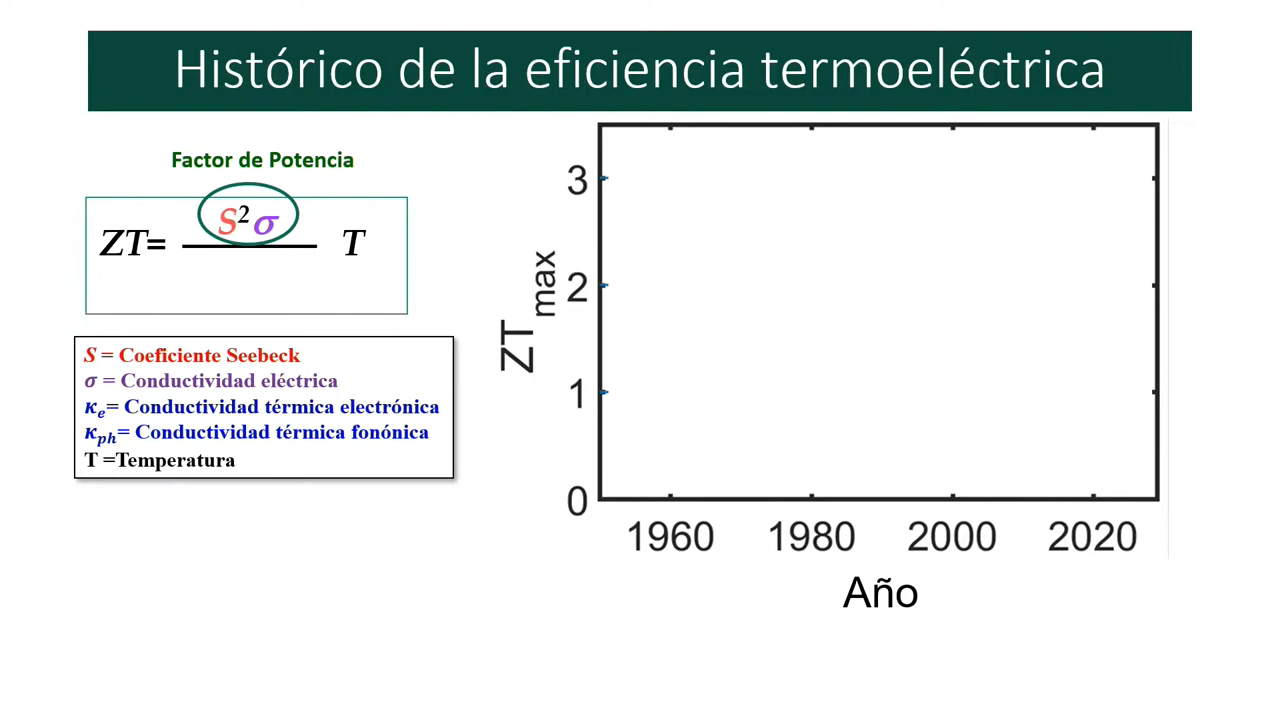 Histórico de la eficiencia termoeléctrica
Factor de Potencia
ZT= S²σ T
S = Coeficiente Seebeck
σ = Conductividad eléctrica
κe= Conductividad térmica electrónica
κph= Conductividad térmica fonónica
T =Temperatura
ZTmax
3
2
1
0
1960 1980 2000 2020
Año